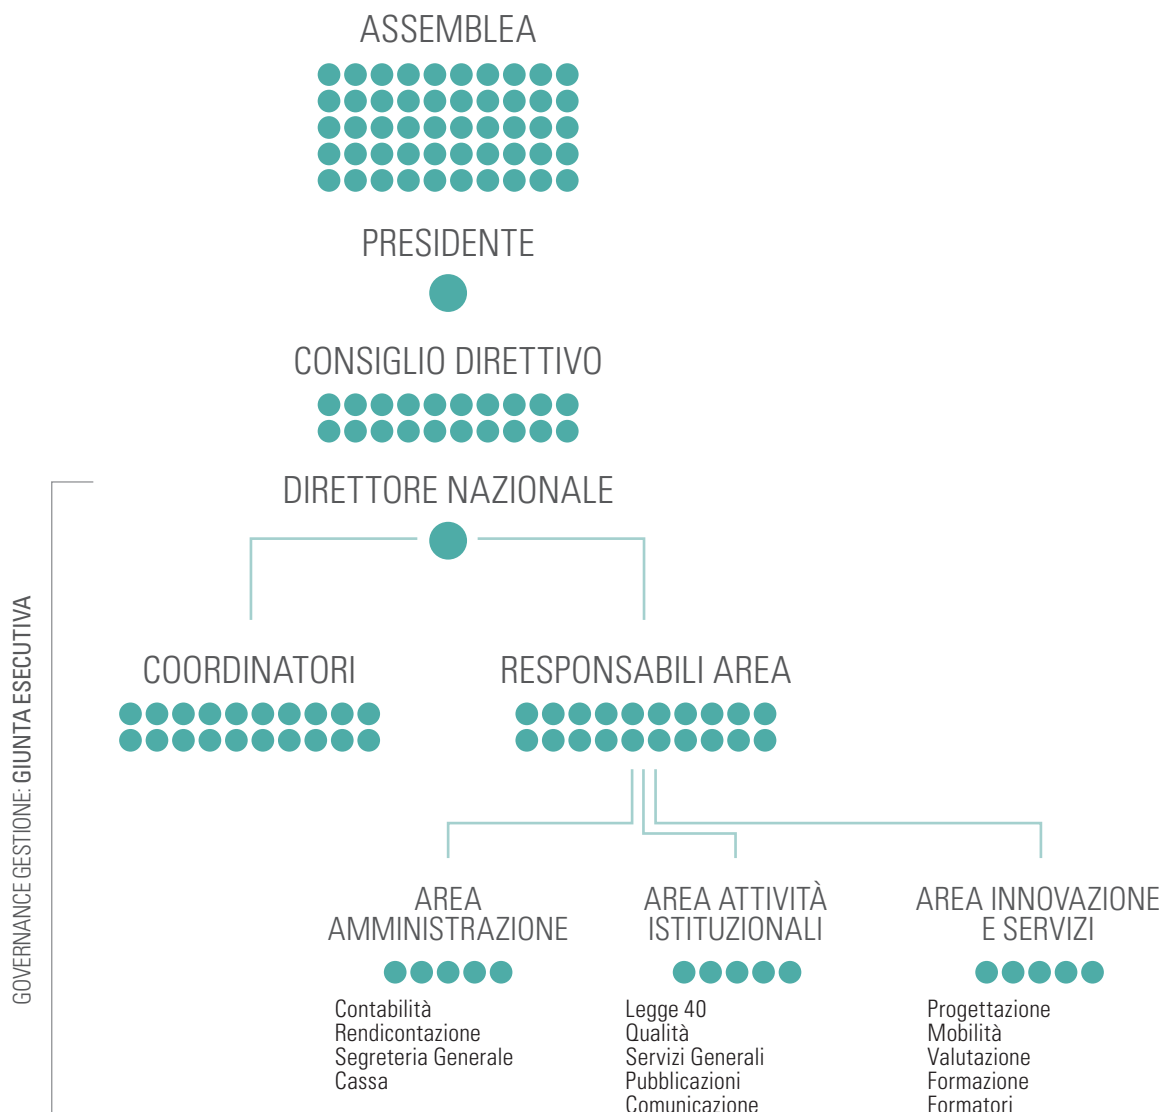 ASSEMBLEA
PRESIDENTE
CONSIGLIO DIRETTIVO
DIRETTORE NAZIONALE
GOVERNANCE GESTIONE: GIUNTA ESECUTIVA
COORDINATORI
RESPONSABILI AREA
AREA
AMMINISTRAZIONE
Contabilità
Rendicontazione
Segreteria Generale
Cassa
AREA ATTIVITÀ
ISTITUZIONALI
Legge 40
Qualità
Servizi Generali
Pubblicazioni
Comunicazione
AREA INNOVAZIONE
E SERVIZI
Progettazione
Mobilità
Valutazione
Formazione
Formatori